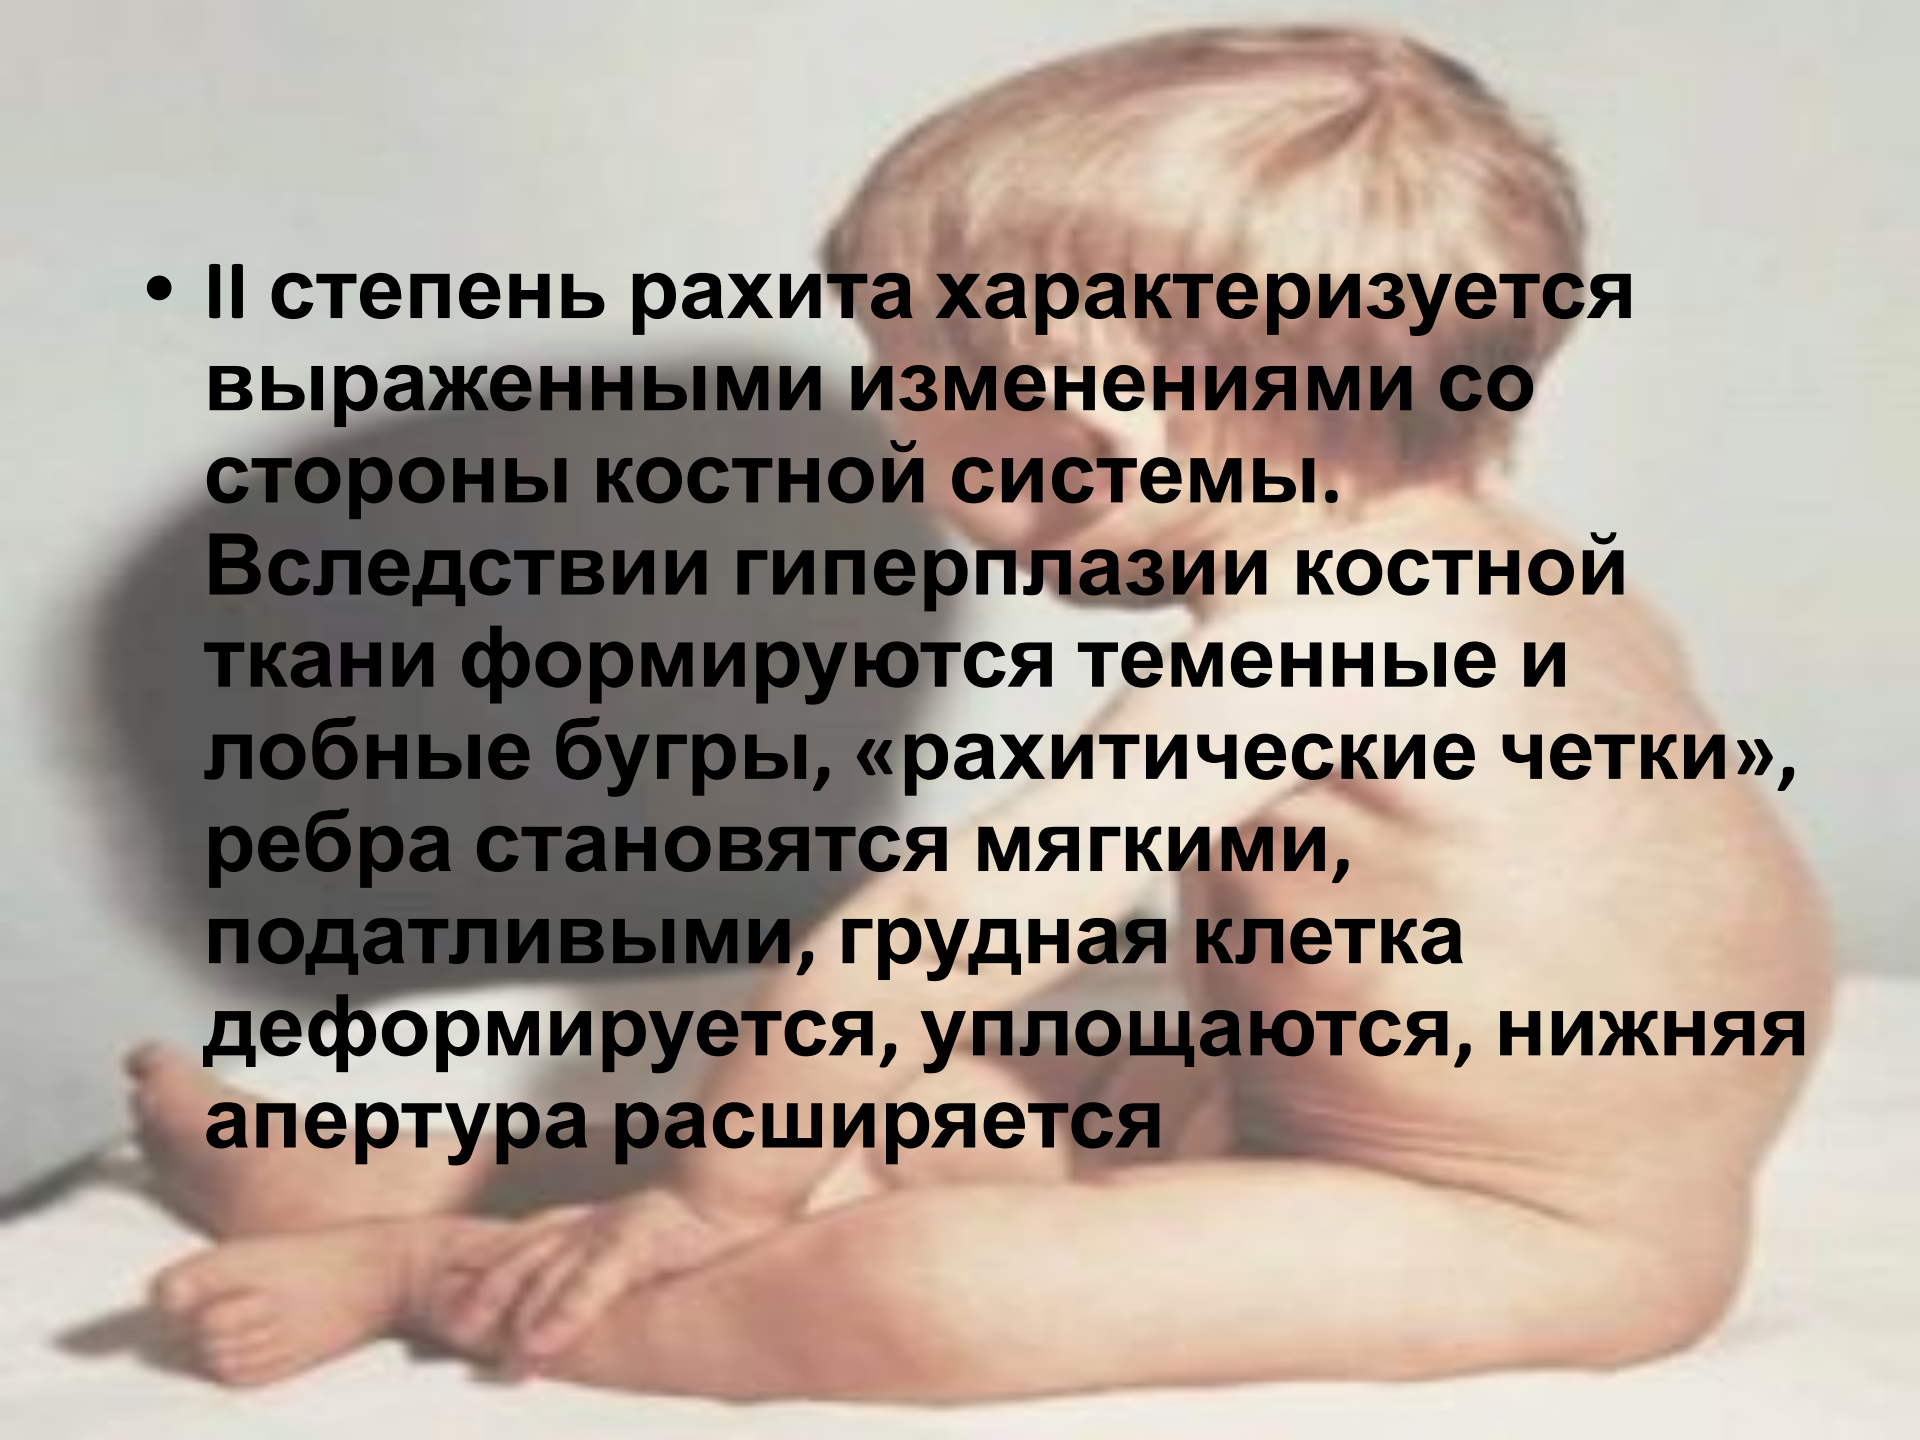 • II степень рахита характеризуется
выраженными изменениями со
стороны костной системы.
Вследствии гиперплазии костной
ткани формируются теменные и
лобные бугры, «рахитические четки»,
ребра становятся мягкими,
податливыми, грудная клетка
деформируется, уплощаются, нижняя
апертура расширяется